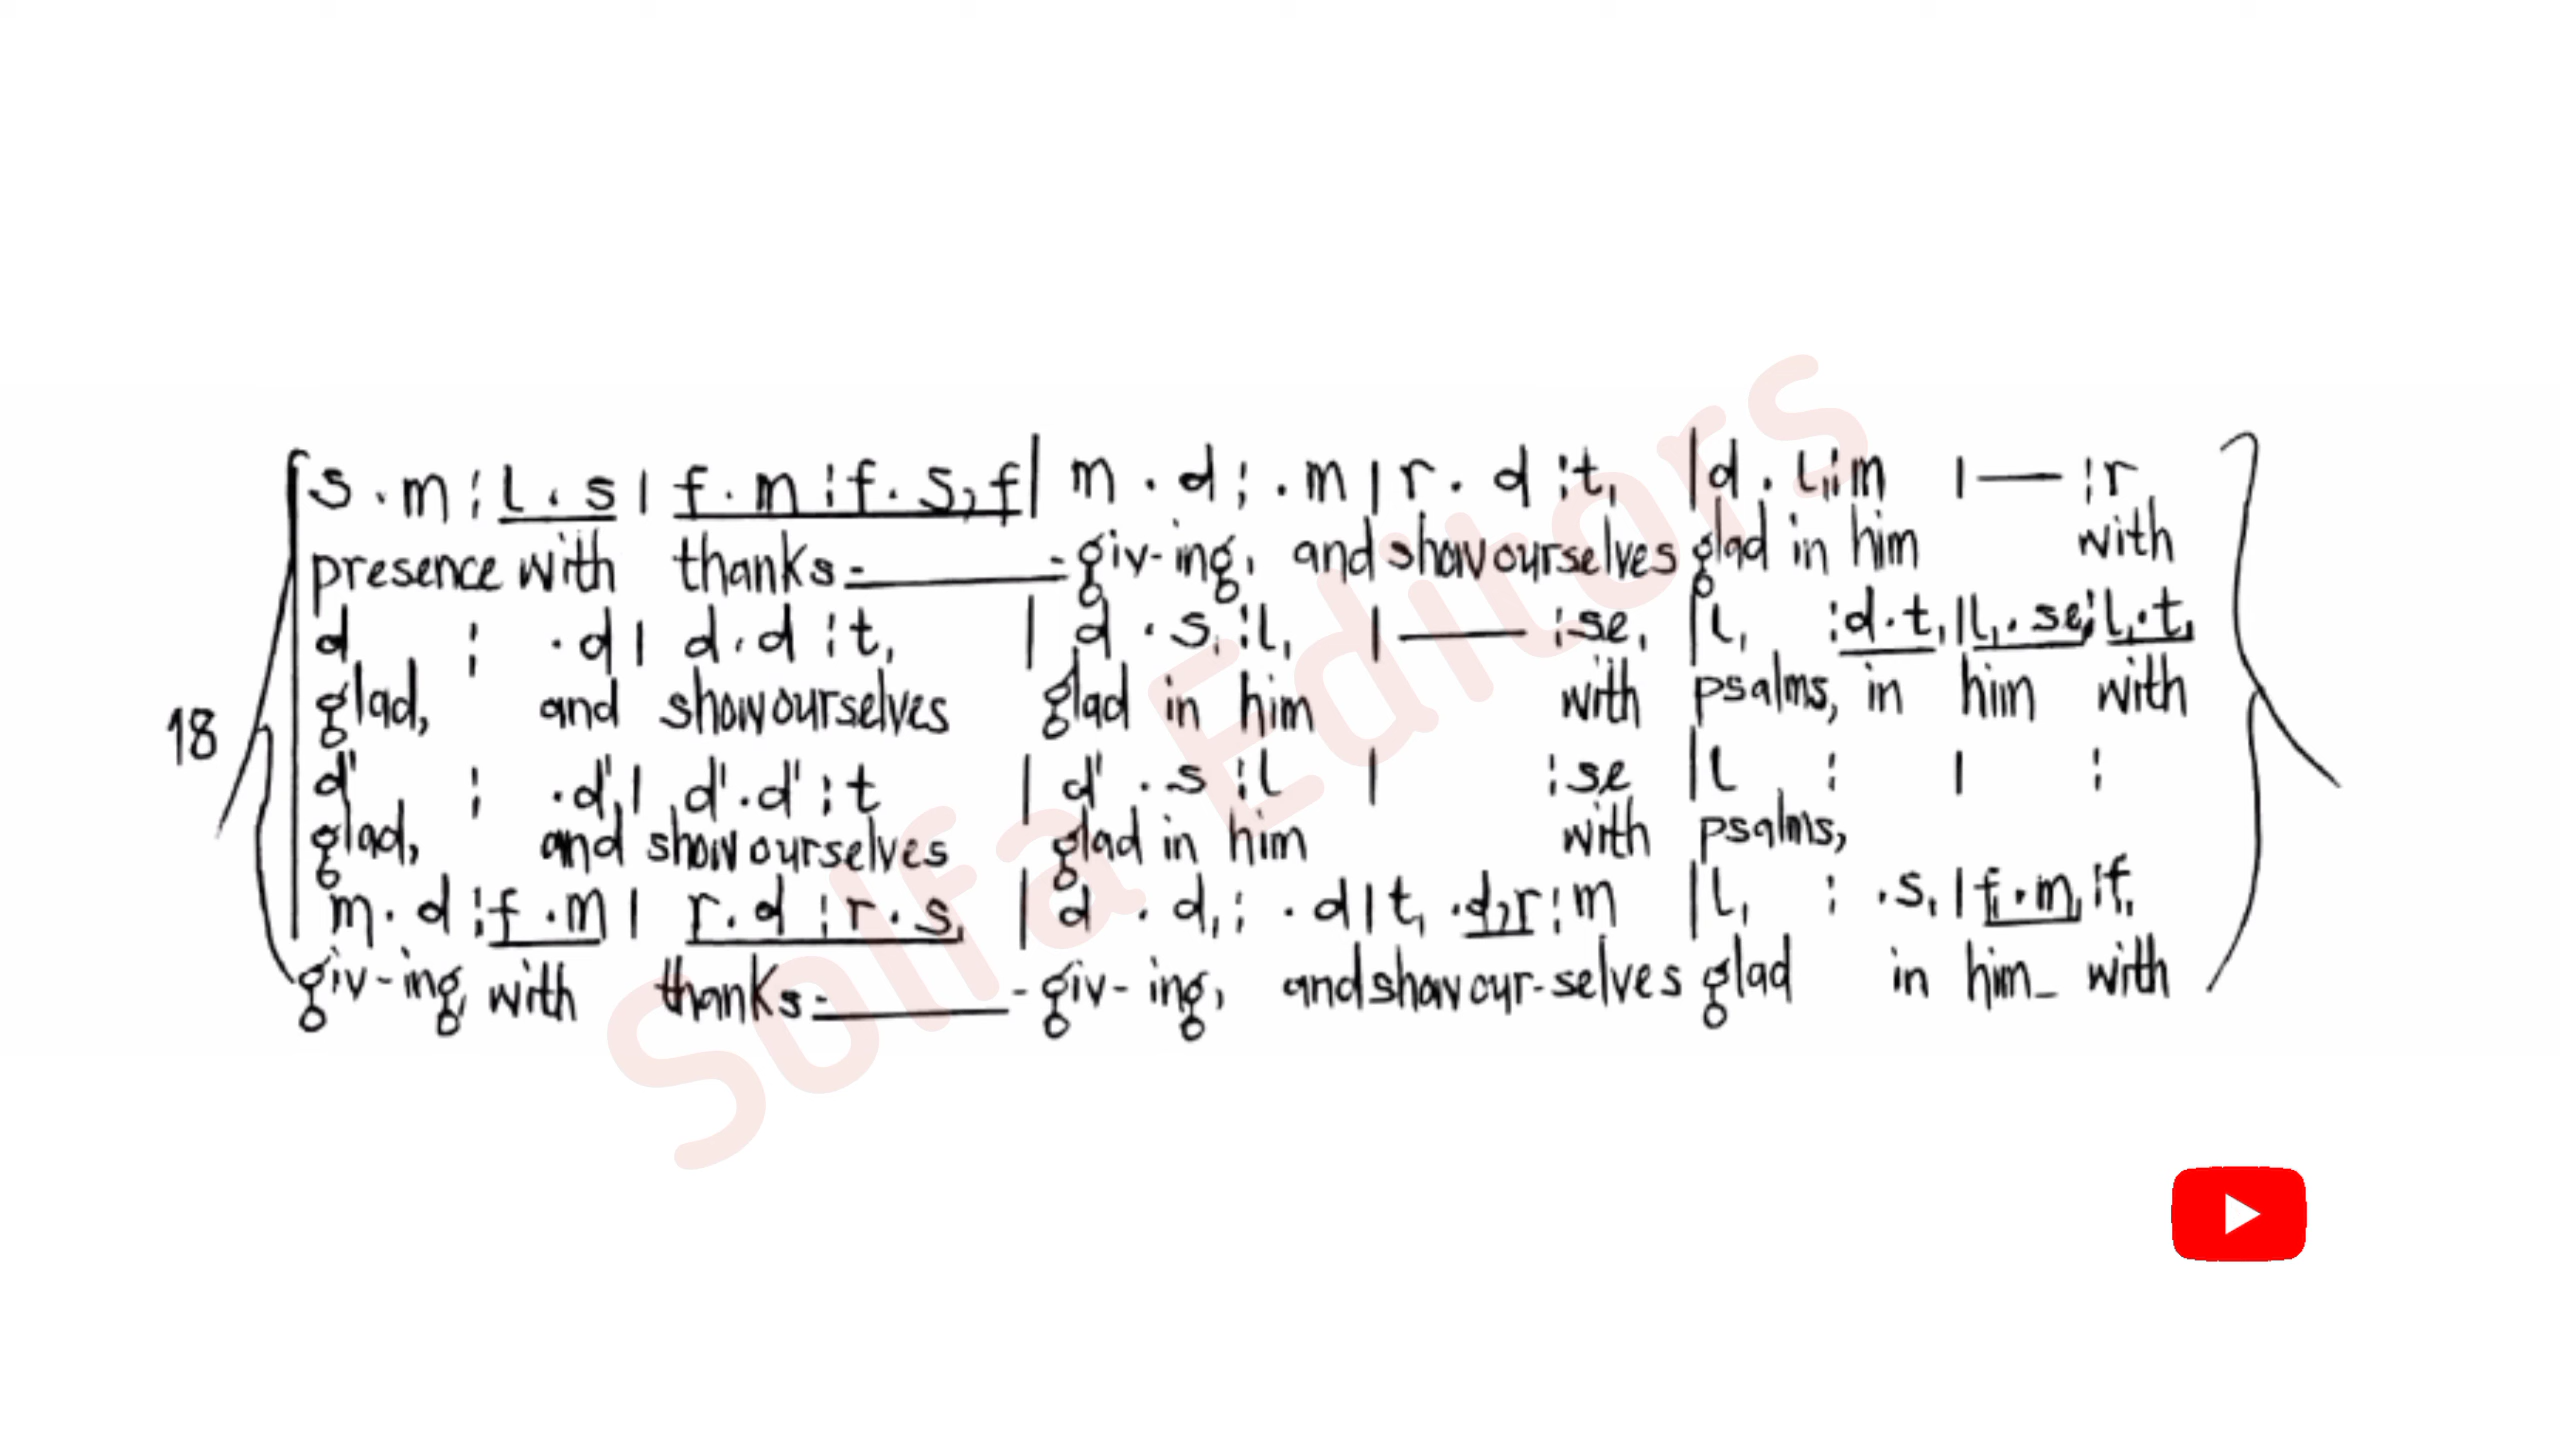 s . m : l . s | f . m : f . s , f | m . d : . m | r . d : t, | d . l, : m | — : r
presence with thanks- - giv-ing, and show ourselves glad in him with
d : . d | d . d : t, | d . s, : l, | — : se, | l, : d . t, | l, . se, : l, . t,
glad, and show ourselves glad in him with psalms, in him with
18
d' : . d' | d' . d' : t | d' . s : l | : se | l : | :
glad, and show ourselves glad in him with psalms,
m . d : f . m | r . d : r . s, | d . d, : . d | t, . d , r : m | l, : . s, | f, . m, : f,
giv-ing, with thanks- - giv-ing, and show our-selves glad in him_ with
Solfa Editors